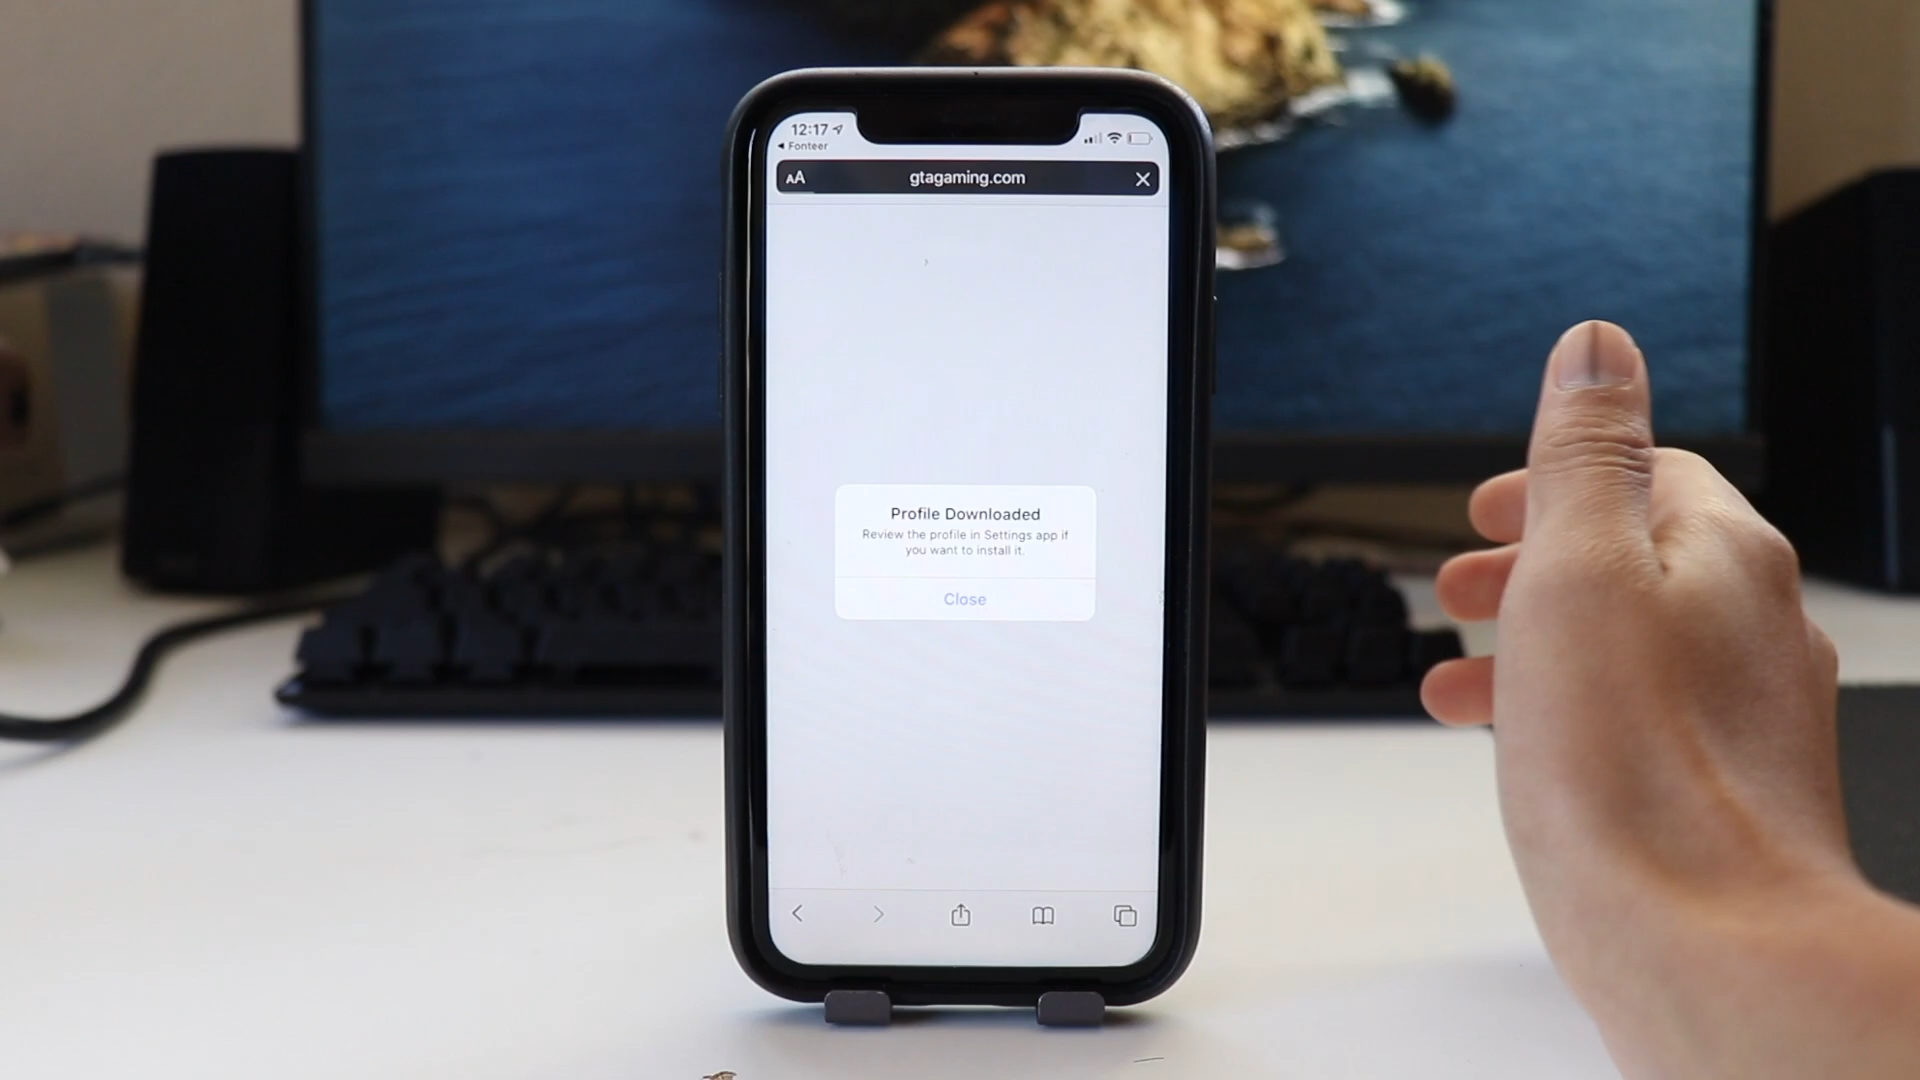 12:17
Fonteer
AA gtagaming.com
Profile Downloaded
Review the profile in Settings app if
you want to install it.
Close